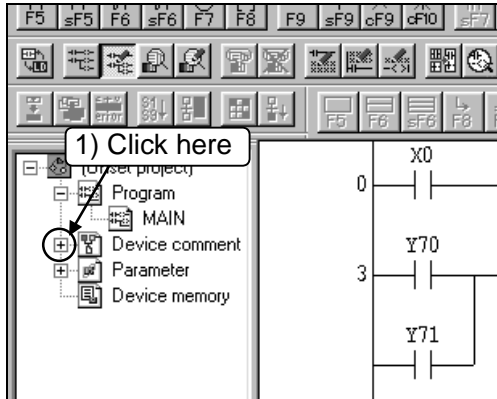 F5 sF5 F6 sF6 F7 F8 F9 sF9 cF9 cF10 sF7
error
F5 F6 sF6 F8
1) Click here
(Unset project)
Program
MAIN
Device comment
Parameter
Device memory
X0
0
Y70
3
Y71